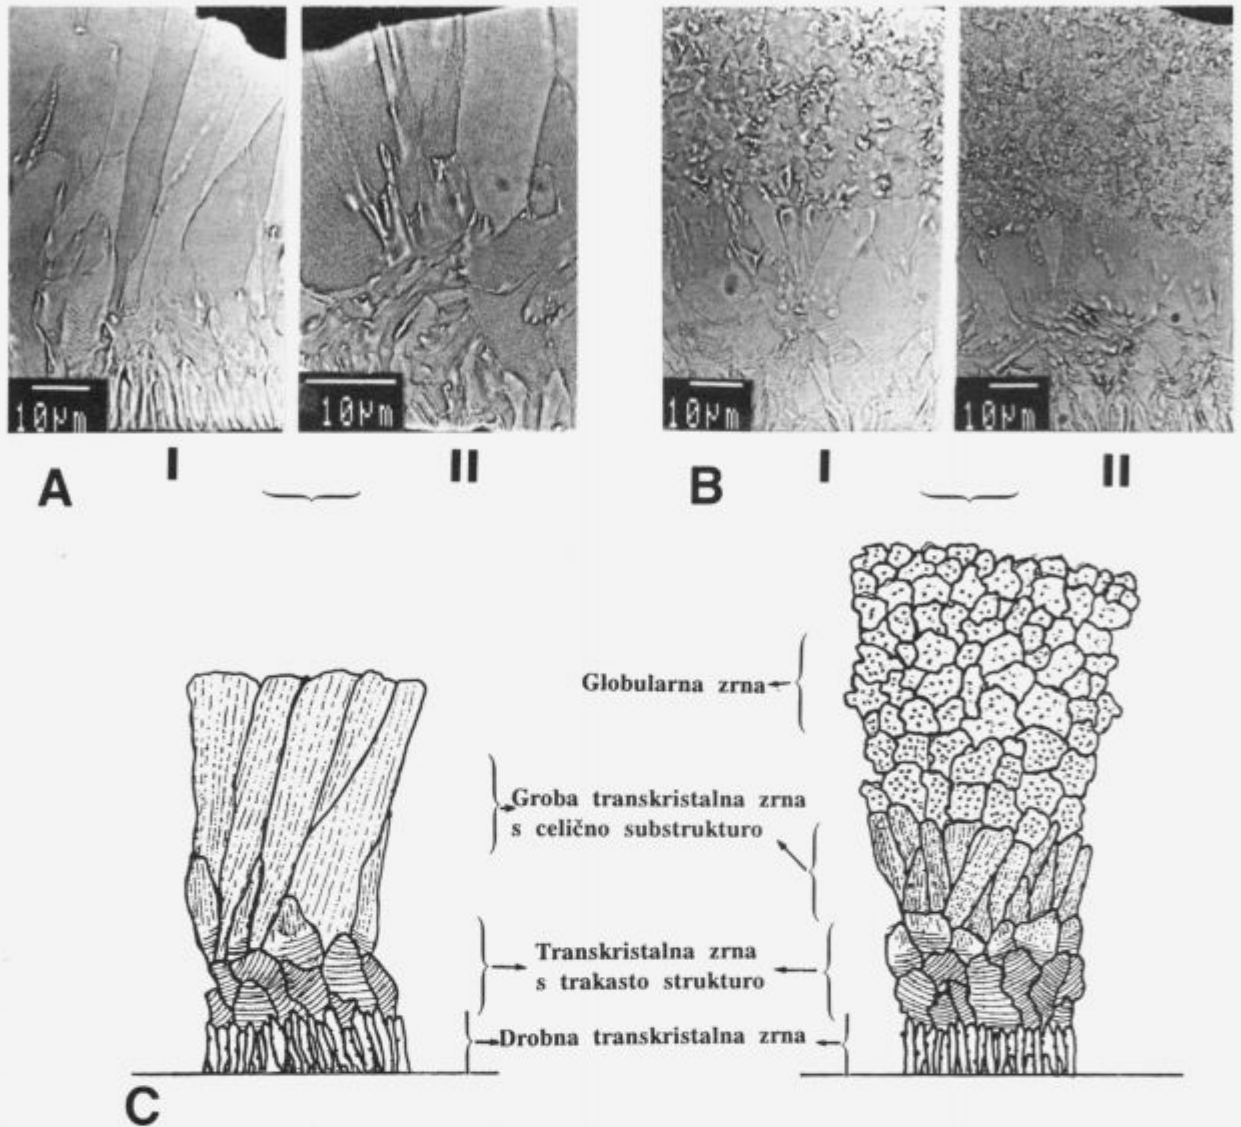 10µm
10µm
10µm
10µm
I
II
I
II
A
B
Globularna zrna
Groba transkristalna zrna
s celično substrukturo
Transkristalna zrna
s trakasto strukturo
Drobna transkristalna zrna
C